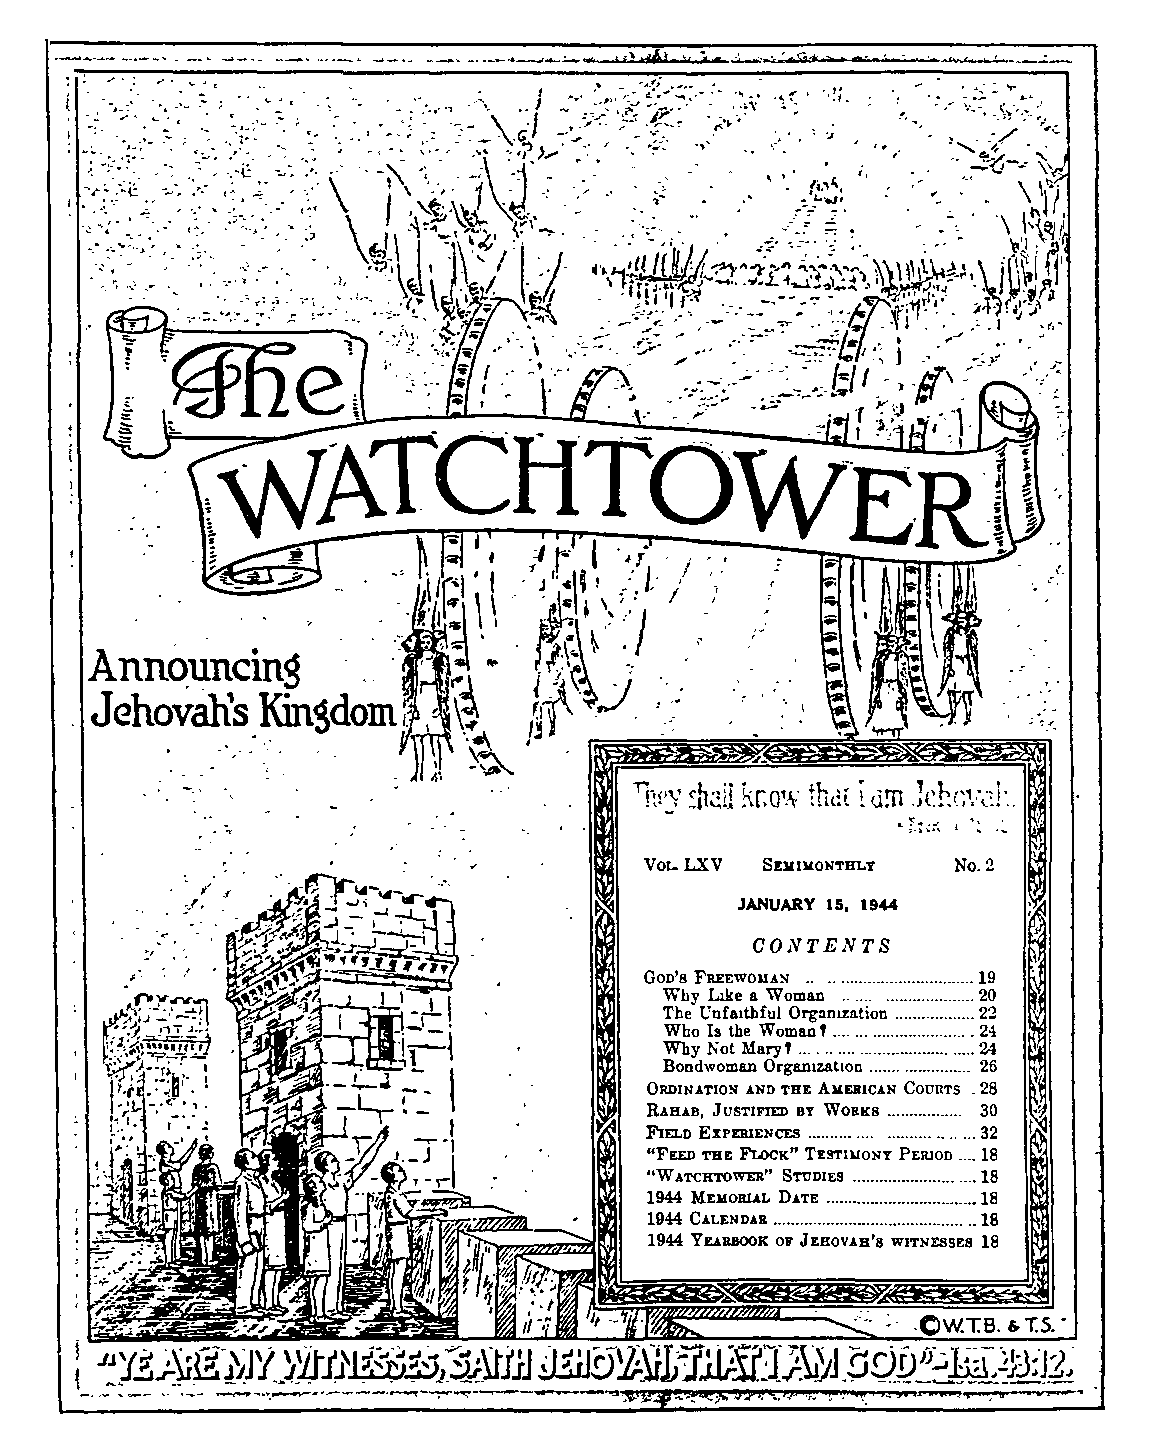 The
WATCHTOWER
Announcing
Jehovah's Kingdom
They shall know that I am Jehovah.
VOL. LXV SEMIMONTHLY No. 2
JANUARY 15, 1944
CONTENTS
GOD'S FREEWOMAN 19
Why Like a Woman 20
The Unfaithful Organization 22
Who Is the Woman? 24
Why Not Mary? 24
Bondwoman Organization 26
ORDINATION AND THE AMERICAN COURTS 28
RAHAB, JUSTIFIED BY WORKS 30
FIELD EXPERIENCES 32
"FEED THE FLOCK" TESTIMONY PERIOD 18
"WATCHTOWER" STUDIES 18
1944 MEMORIAL DATE 18
1944 CALENDAR 18
1944 YEARBOOK OF JEHOVAH'S WITNESSES 18
©W.T.B. & T.S.
"YE ARE MY WITNESSES, SAITH JEHOVAH, THAT I AM GOD"-Isa. 43:12.